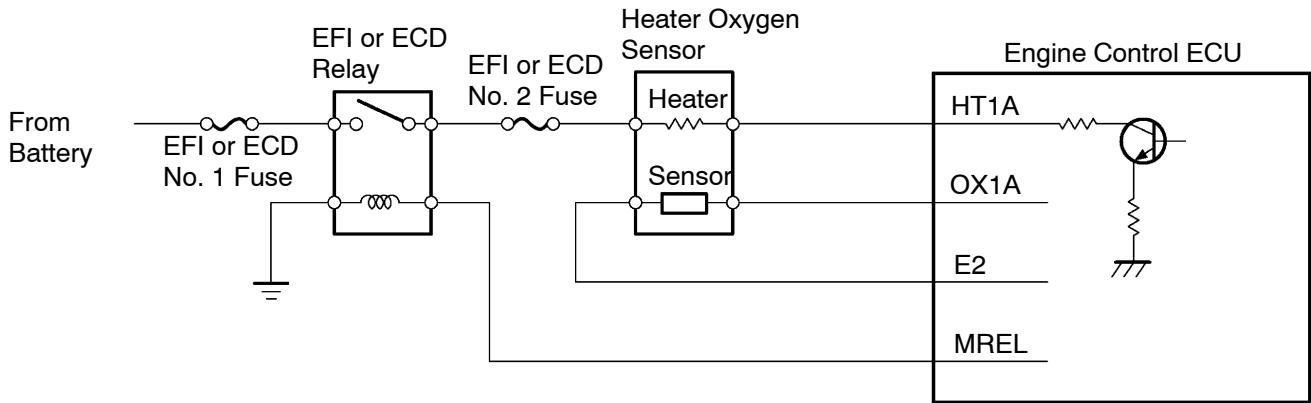 Heater Oxygen
Sensor
EFI or ECD
Relay
EFI or ECD
No. 2 Fuse
Engine Control ECU
Heater
HT1A
From
Battery
EFI or ECD
No. 1 Fuse
Sensor
OX1A
E2
MREL